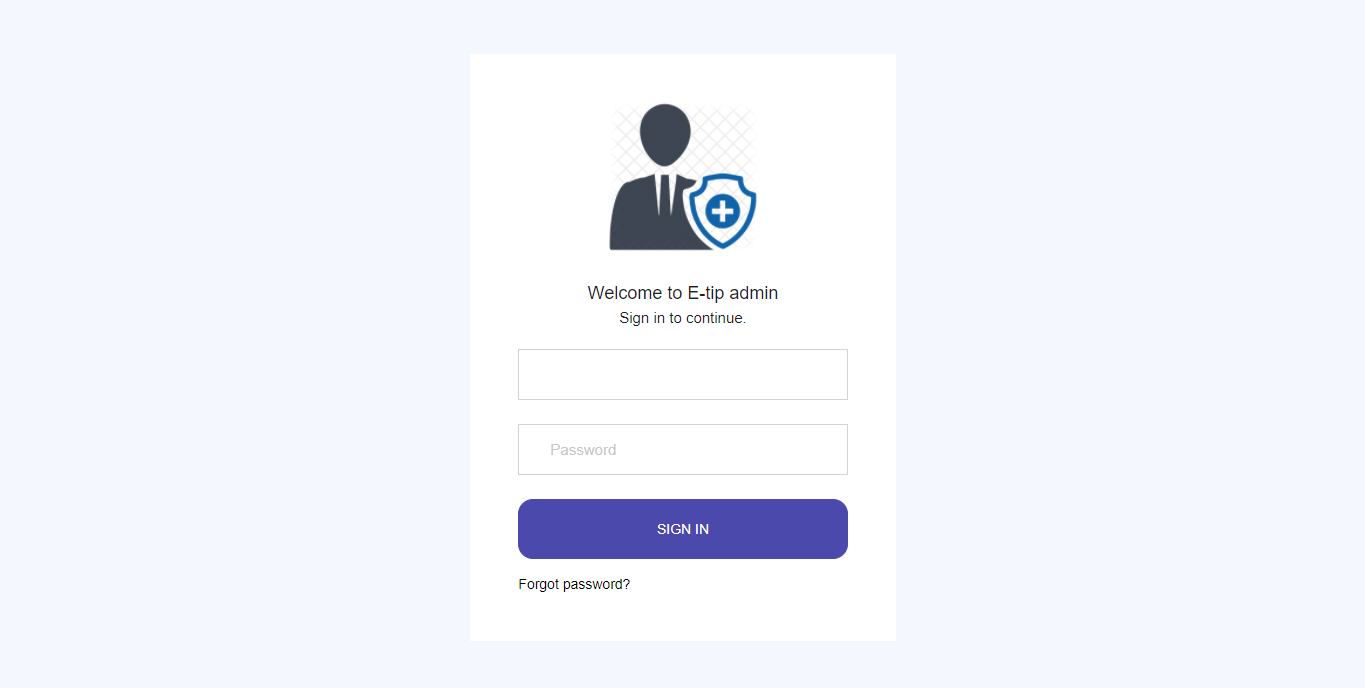 Welcome to E-tip admin
Sign in to continue.
Password
SIGN IN
Forgot password?